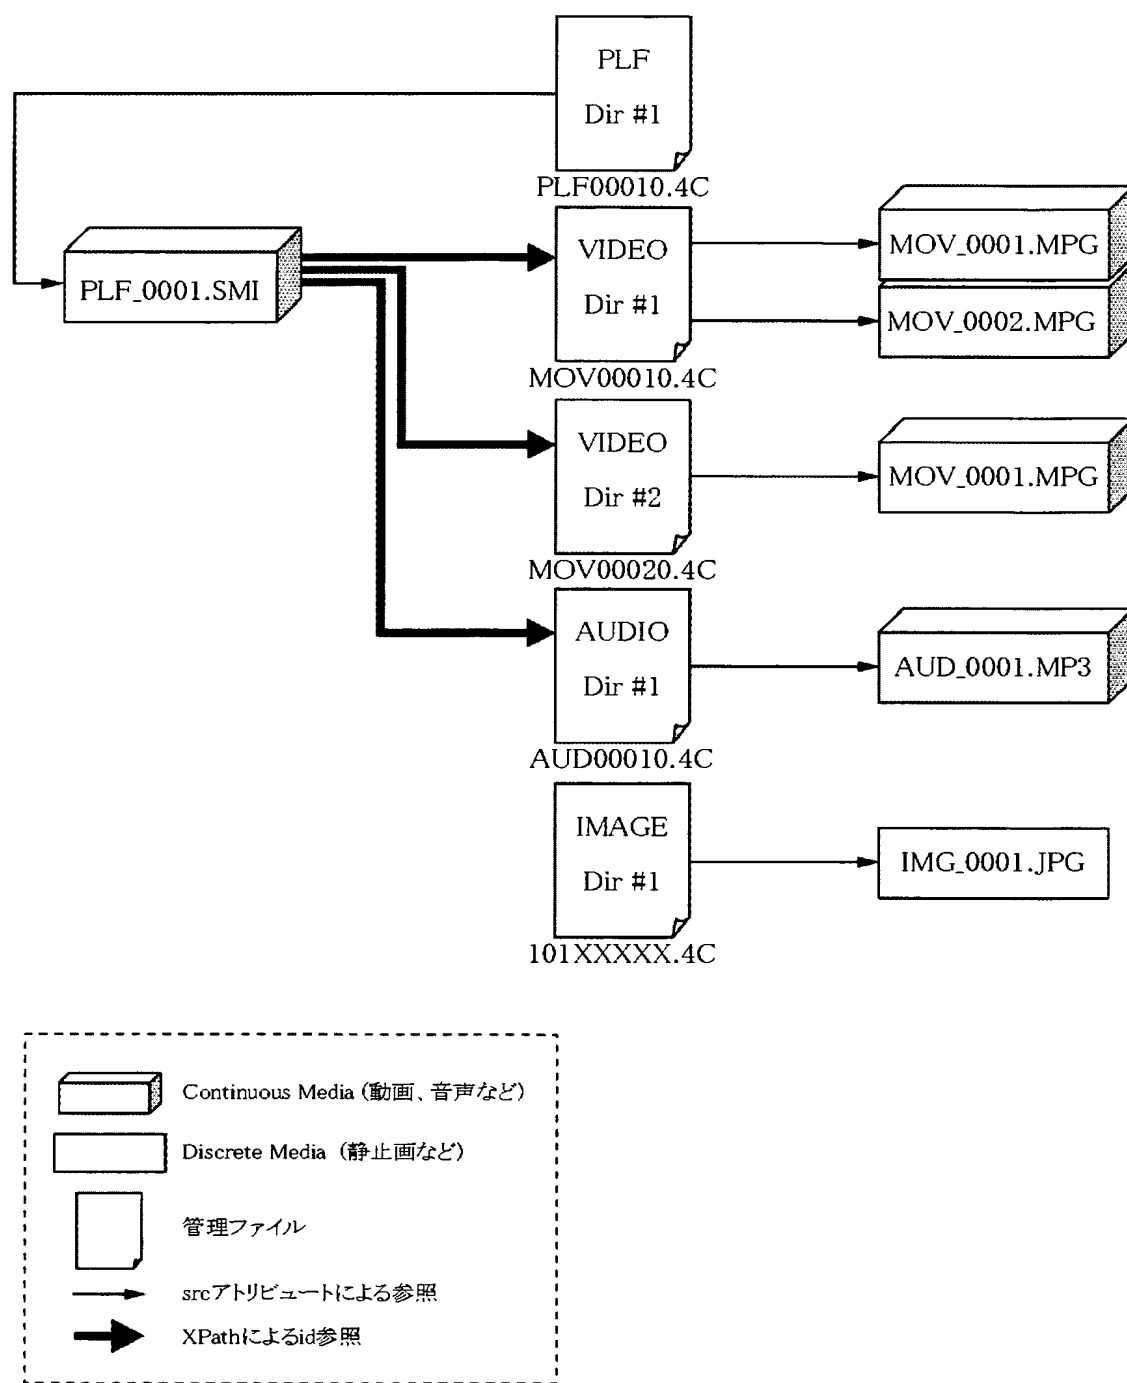 PLF
Dir #1
PLF00010.4C
PLF_0001.SMI
VIDEO
Dir #1
MOV00010.4C
MOV_0001.MPG
MOV_0002.MPG
VIDEO
Dir #2
MOV00020.4C
MOV_0001.MPG
AUDIO
Dir #1
AUD00010.4C
AUD_0001.MP3
IMAGE
Dir #1
101XXXXX.4C
IMG_0001.JPG
Continuous Media (動画、音声など)
Discrete Media (静止画など)
管理ファイル
srcアトリビュートによる参照
XPathによるid参照